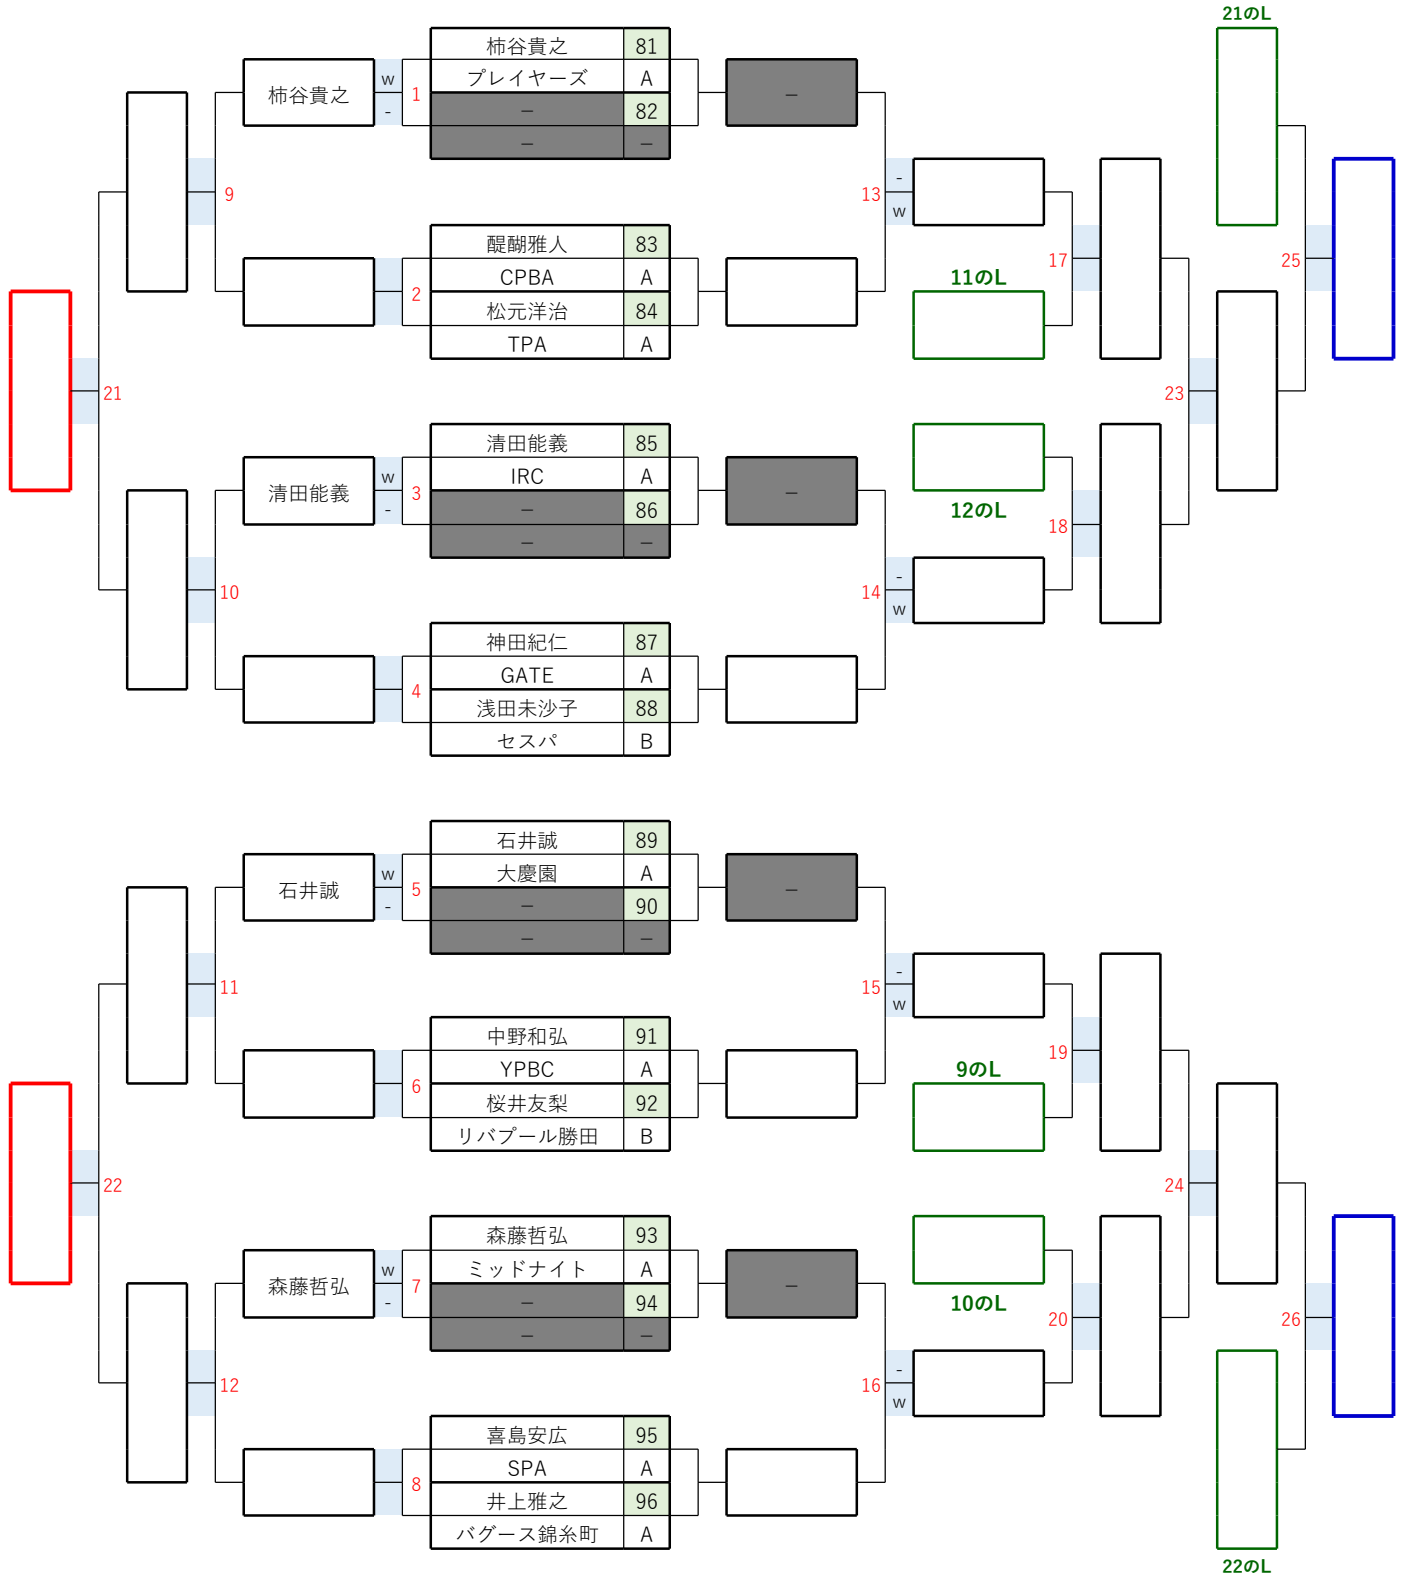 21のL
柿谷貴之 81
柿谷貴之 w 1 プレイヤーズ A －
- － 82
－ －
9 13 - w
醍醐雅人 83
2 CPBA A 17 25
松元洋治 84 11のL
TPA A
21 23
清田能義 85
清田能義 w 3 IRC A －
- － 86 12のL
－ － 18
10 14 - w
神田紀仁 87
4 GATE A
浅田未沙子 88
セスパ B
石井誠 89
石井誠 w 5 大慶園 A －
- － 90
－ －
11 15 - w
中野和弘 91
6 YPBC A 19
桜井友梨 92 9のL
リバプール勝田 B
22 24
森藤哲弘 93
森藤哲弘 w 7 ミッドナイト A －
- － 94 10のL
－ － 20 26
12 16 - w
喜島安広 95
8 SPA A
井上雅之 96
バグース錦糸町 A
22のL